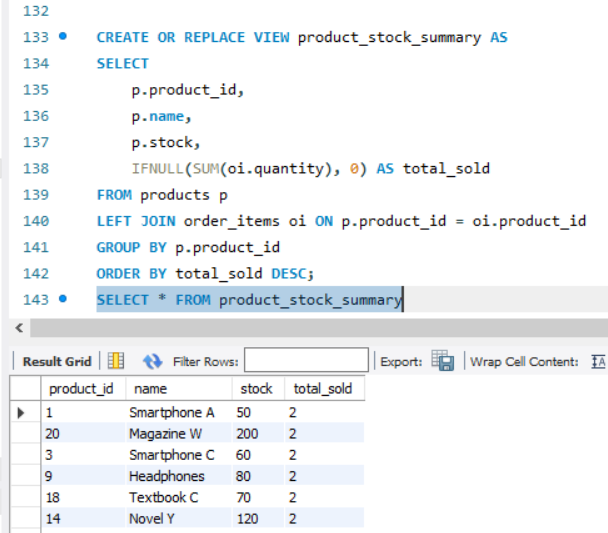 132
133 CREATE OR REPLACE VIEW product_stock_summary AS
134 SELECT
135 p.product_id,
136 p.name,
137 p.stock,
138 IFNULL(SUM(oi.quantity), 0) AS total_sold
139 FROM products p
140 LEFT JOIN order_items oi ON p.product_id = oi.product_id
141 GROUP BY p.product_id
142 ORDER BY total_sold DESC;
143 SELECT * FROM product_stock_summary
Result Grid Filter Rows: Export: Wrap Cell Content: IA
product_id name stock total_sold
1 Smartphone A 50 2
20 Magazine W 200 2
3 Smartphone C 60 2
9 Headphones 80 2
18 Textbook C 70 2
14 Novel Y 120 2